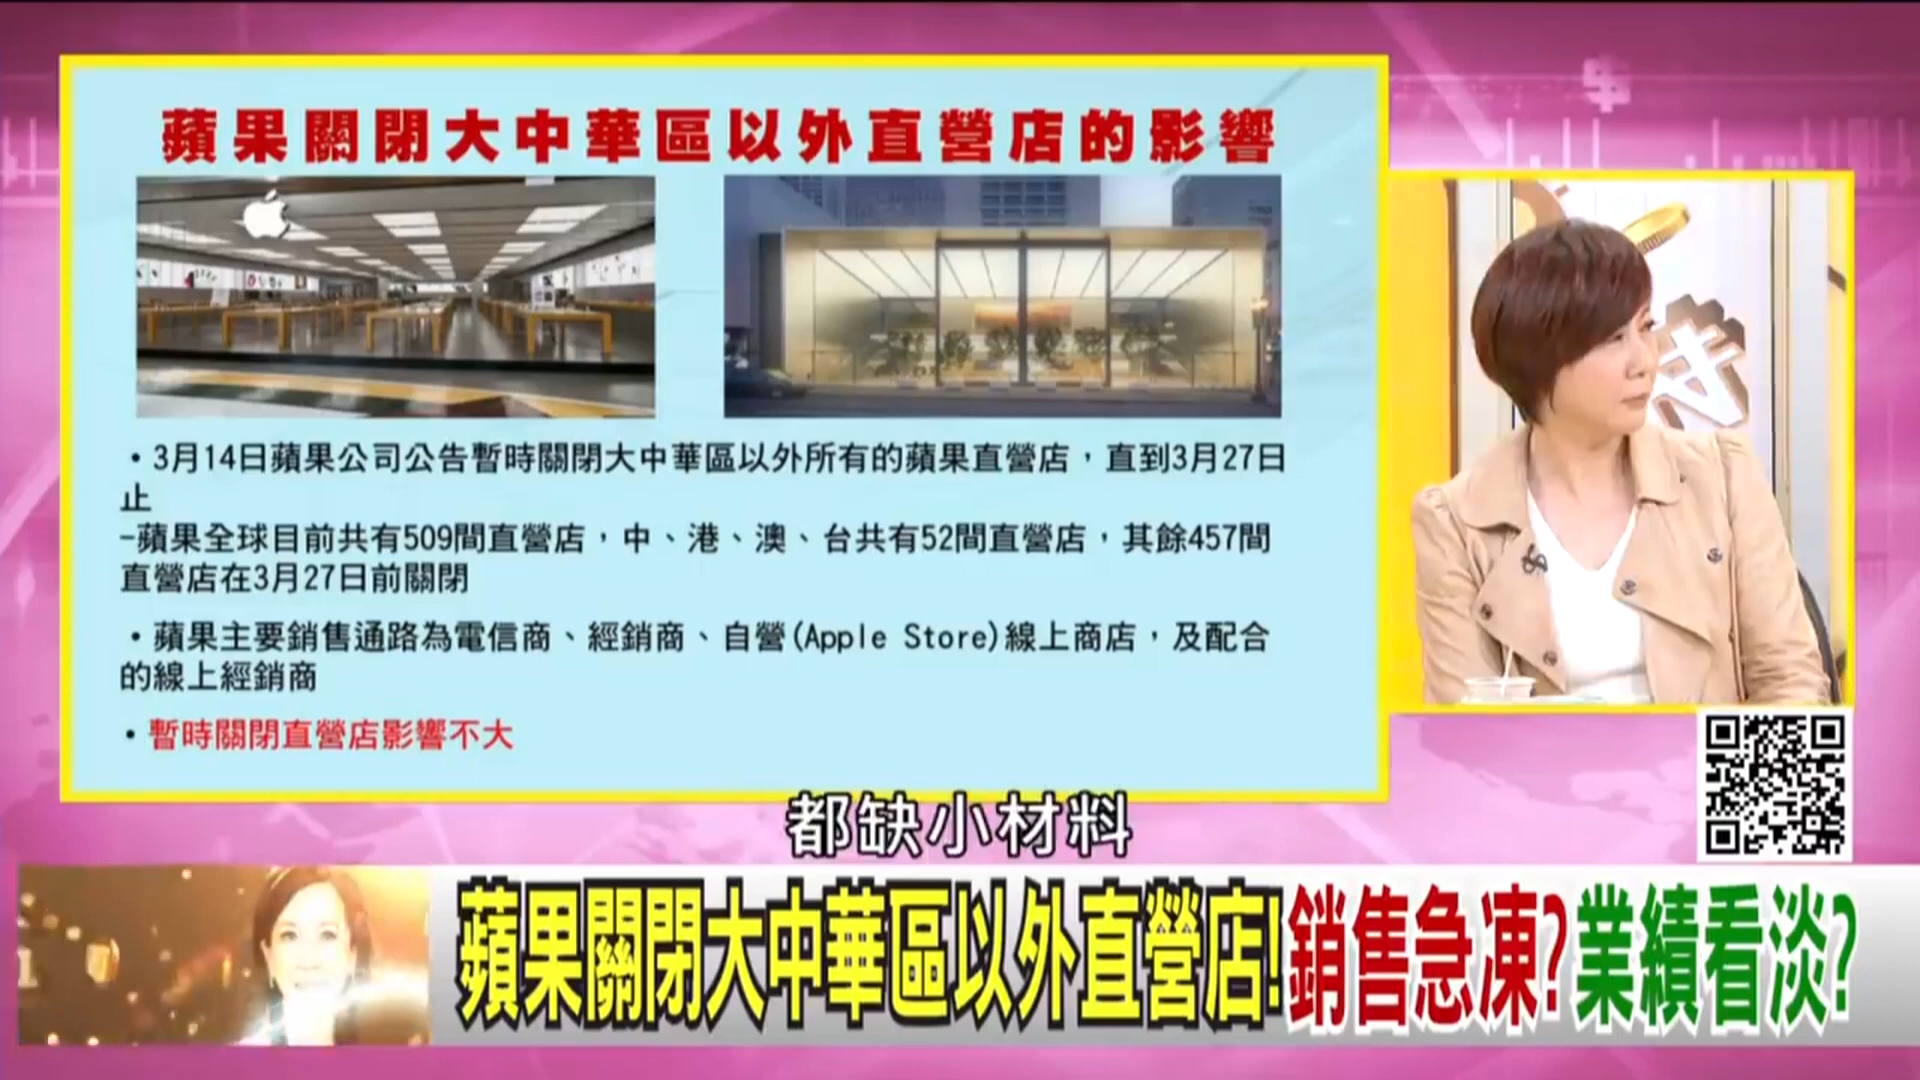 蘋果關閉大中華區以外直營店的影響
・3月14日蘋果公司公告暫時關閉大中華區以外所有的蘋果直營店，直到3月27日
止
-蘋果全球目前共有509間直營店，中、港、澳、台共有52間直營店，其餘457間
直營店在3月27日前關閉
・蘋果主要銷售通路為電信商、經銷商、自營(Apple Store)線上商店，及配合
的線上經銷商
・暫時關閉直營店影響不大
都缺小材料
蘋果關閉大中華區以外直營店!銷售急凍?業績看淡?